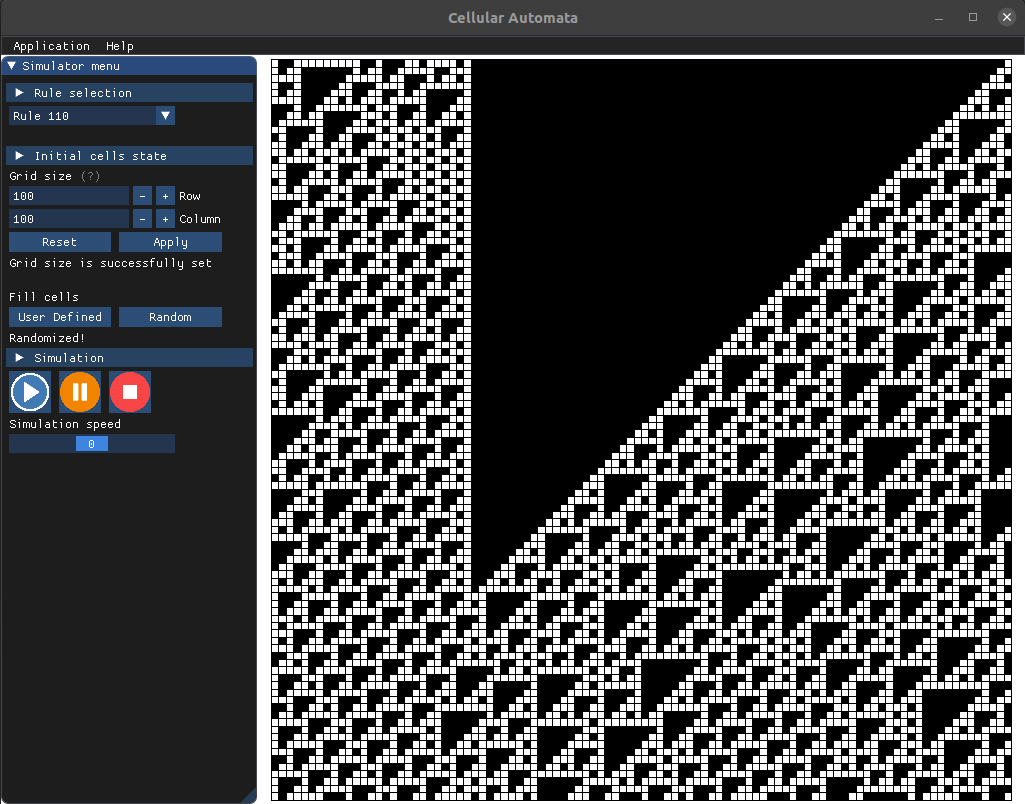 Cellular Automata
Application Help
Simulator menu
Rule selection
Rule 110
Initial cells state
Grid size (?)
100 - + Row
100 - + Column
Reset Apply
Grid size is successfully set
Fill cells
User Defined Random
Randomized!
Simulation
Simulation speed
0